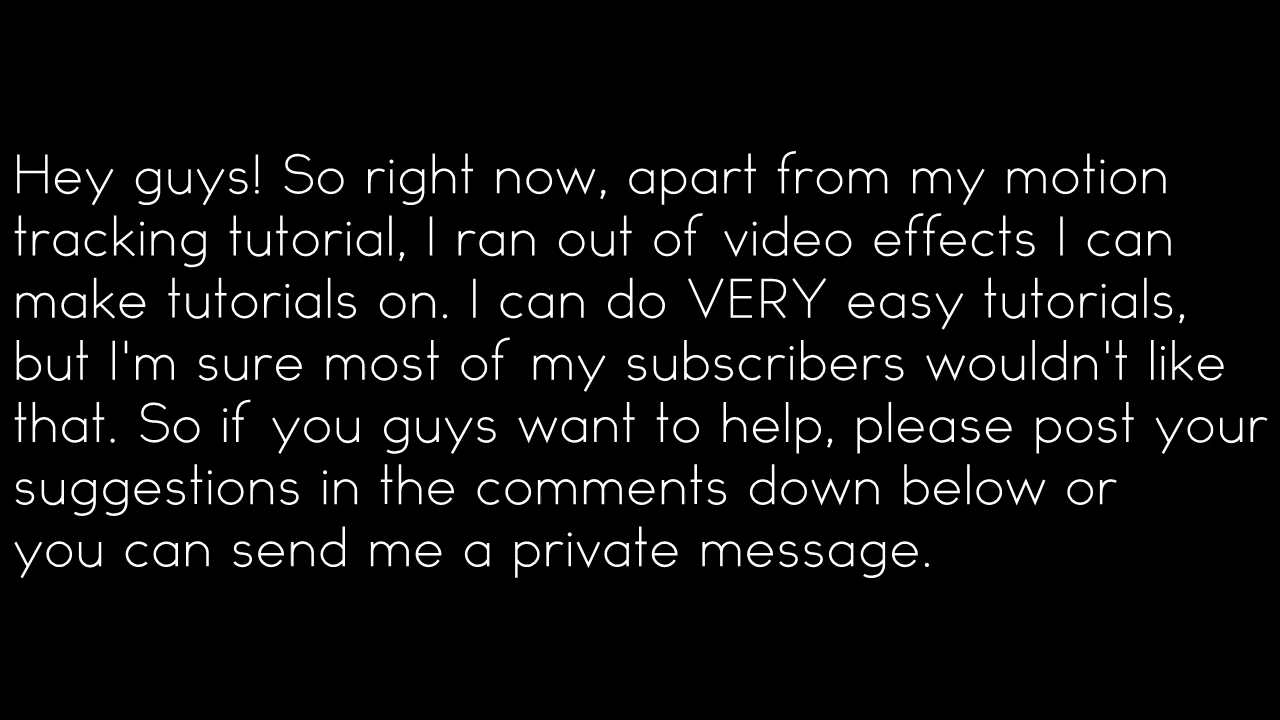 Hey guys! So right now, apart from my motion
tracking tutorial, I ran out of video effects I can
make tutorials on. I can do VERY easy tutorials,
but I'm sure most of my subscribers wouldn't like
that. So if you guys want to help, please post your
suggestions in the comments down below or
you can send me a private message.